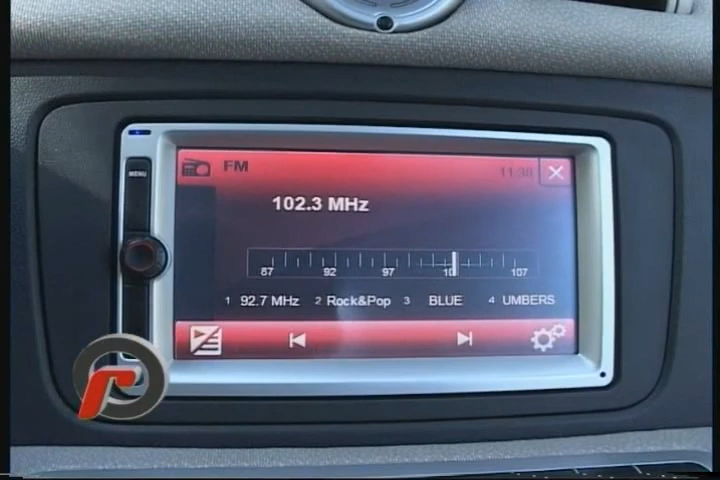 MENU
FM 11:36
102.3 MHz
87 92 97 10 107
1 92.7 MHz 2 Rock&Pop 3 BLUE 4 UMBERS